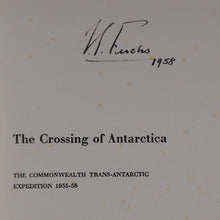 V. E. Fuchs
1958
The Crossing of Antarctica
THE COMMONWEALTH TRANS-ANTARCTIC
EXPEDITION 1955-58